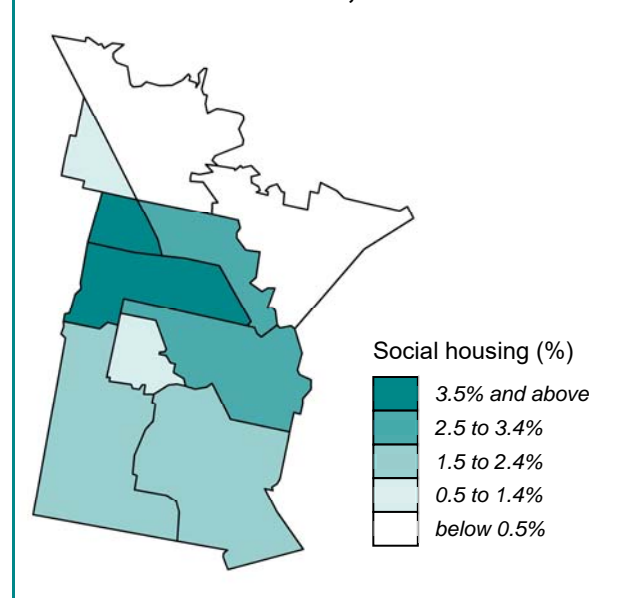 Social housing (%)
3.5% and above
2.5 to 3.4%
1.5 to 2.4%
0.5 to 1.4%
below 0.5%